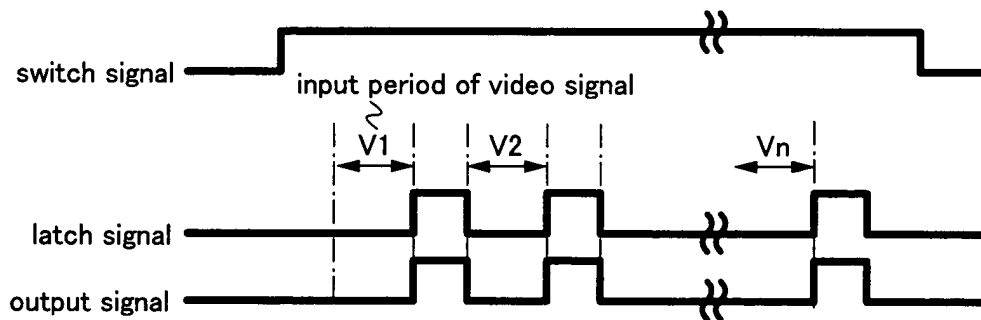 switch signal
input period of video signal
V1 V2 Vn
latch signal
output signal